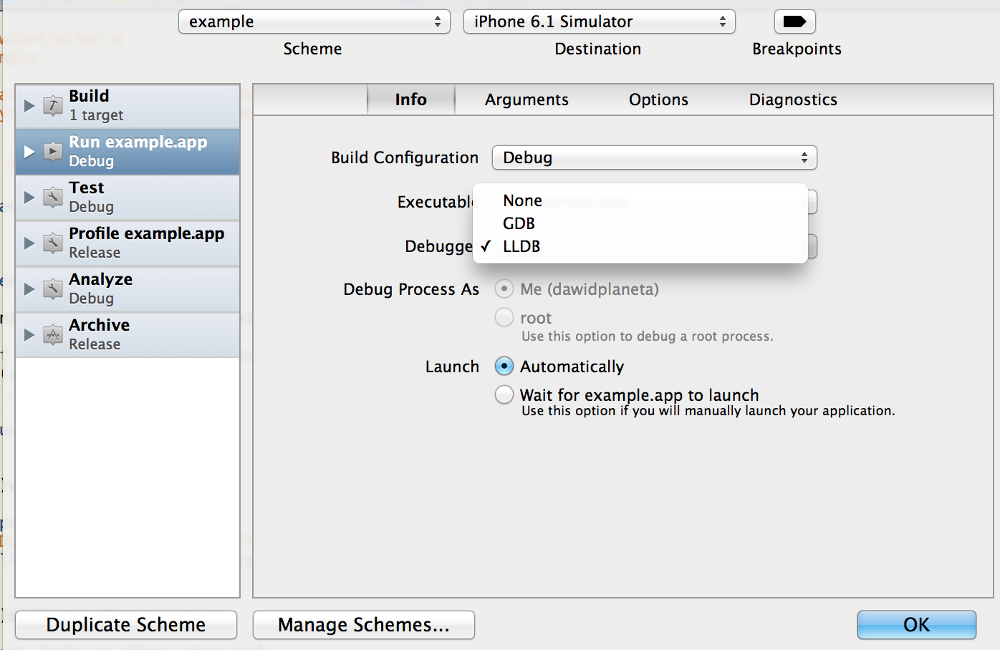 example
iPhone 6.1 Simulator
Scheme
Destination
Breakpoints
Build
1 target
Run example.app
Debug
Test
Debug
Profile example.app
Release
Analyze
Debug
Archive
Release
Info
Arguments
Options
Diagnostics
Build Configuration
Debug
Executabl
example.app
None
GDB
Debugge
✓ LLDB
Debug Process As
Me (dawidplaneta)
root
Use this option to debug a root process.
Launch
Automatically
Wait for example.app to launch
Use this option if you will manually launch your application.
Duplicate Scheme
Manage Schemes...
OK